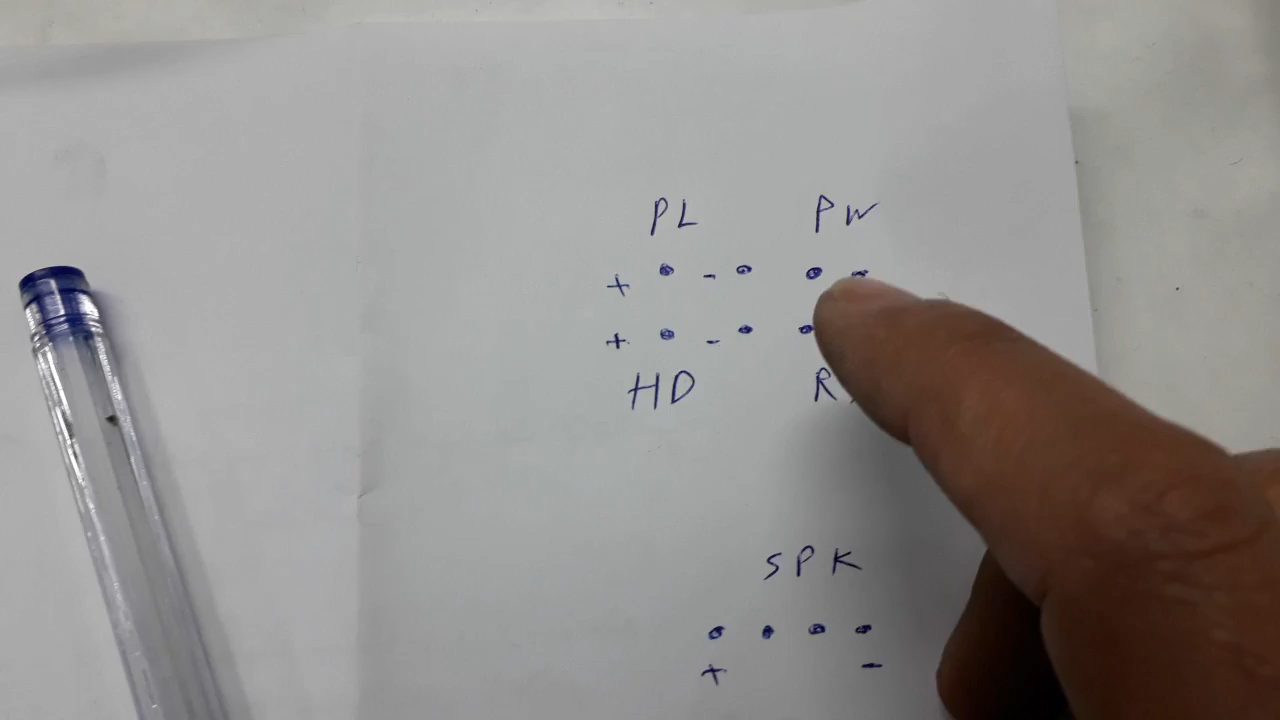 PL PW
+ • - • • •
+ • - • •
HD
SPK
• • • •
+ -